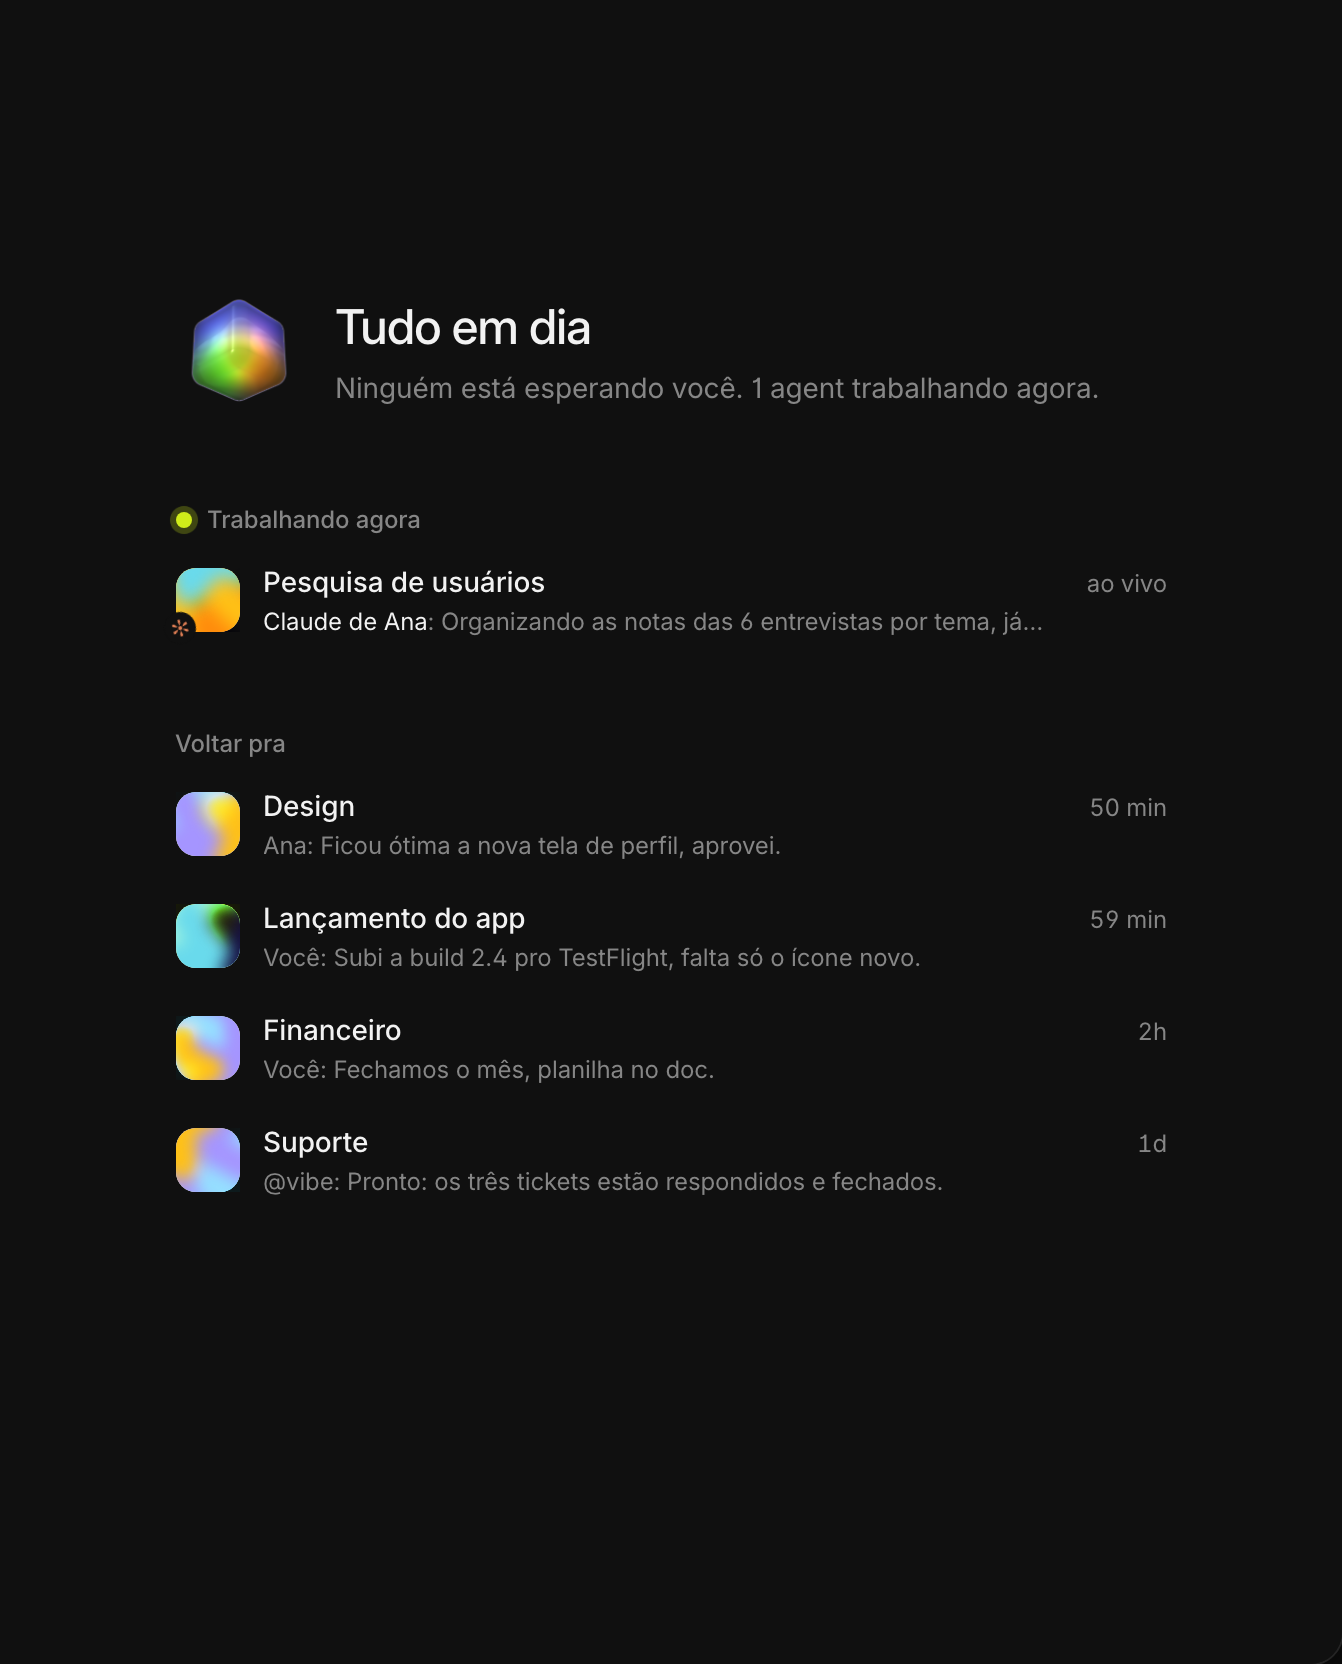 Tudo em dia
Ninguém está esperando você. 1 agent trabalhando agora.
Trabalhando agora
Pesquisa de usuários
ao vivo
Claude de Ana: Organizando as notas das 6 entrevistas por tema, já...
Voltar pra
Design
50 min
Ana: Ficou ótima a nova tela de perfil, aprovei.
Lançamento do app
59 min
Você: Subi a build 2.4 pro TestFlight, falta só o ícone novo.
Financeiro
2h
Você: Fechamos o mês, planilha no doc.
Suporte
1d
@vibe: Pronto: os três tickets estão respondidos e fechados.